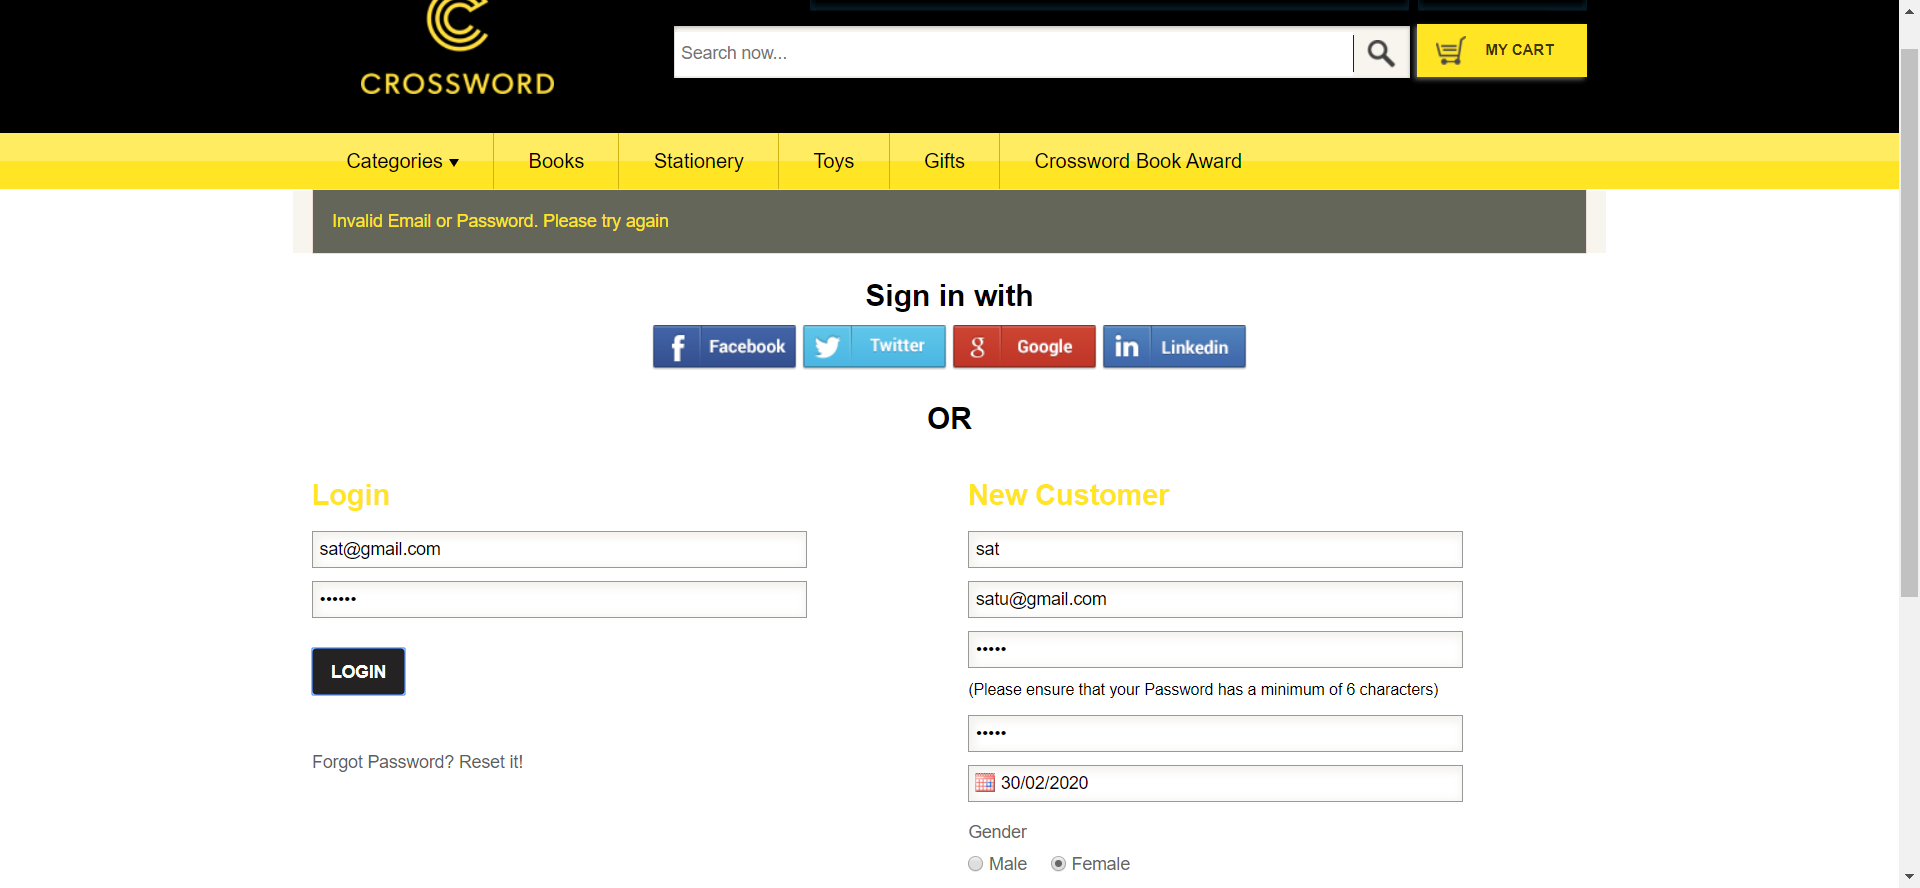 CROSSWORD
Search now...
MY CART
Categories ▾
Books
Stationery
Toys
Gifts
Crossword Book Award
Invalid Email or Password. Please try again
Sign in with
f Facebook
Twitter
g Google
in Linkedin
OR
Login
sat@gmail.com
••••••
LOGIN
Forgot Password? Reset it!
New Customer
sat
satu@gmail.com
•••••
(Please ensure that your Password has a minimum of 6 characters)
•••••
30/02/2020
Gender
Male
Female